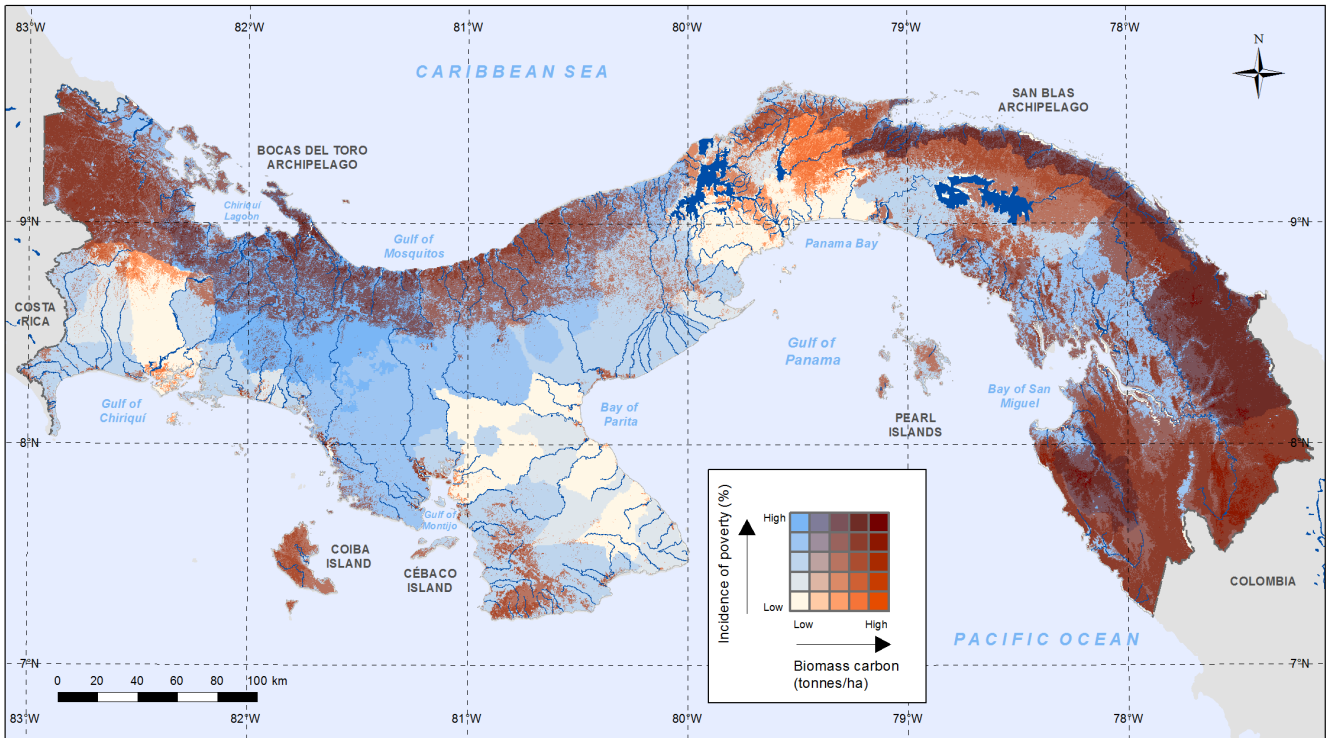 83°W 82°W 81°W 80°W 79°W 78°W
N
CARIBBEAN SEA
SAN BLAS
ARCHIPELAGO
BOCAS DEL TORO
ARCHIPELAGO
Chiriquí
Lagoon
9°N
9°N
Gulf of
Mosquitos
Panama Bay
COSTA
RICA
Gulf of
Panama
Gulf of
Chiriquí
Bay of
Parita
Bay of San
Miguel
PEARL
ISLANDS
8°N
8°N
Gulf of
Montijo
COIBA
ISLAND
CÉBACO
ISLAND
COLOMBIA
Incidence of poverty (%)
High
Low
Low
High
Biomass carbon
(tonnes/ha)
PACIFIC OCEAN
7°N
7°N
0 20 40 60 80 100 km
83°W 82°W 81°W 80°W 79°W 78°W